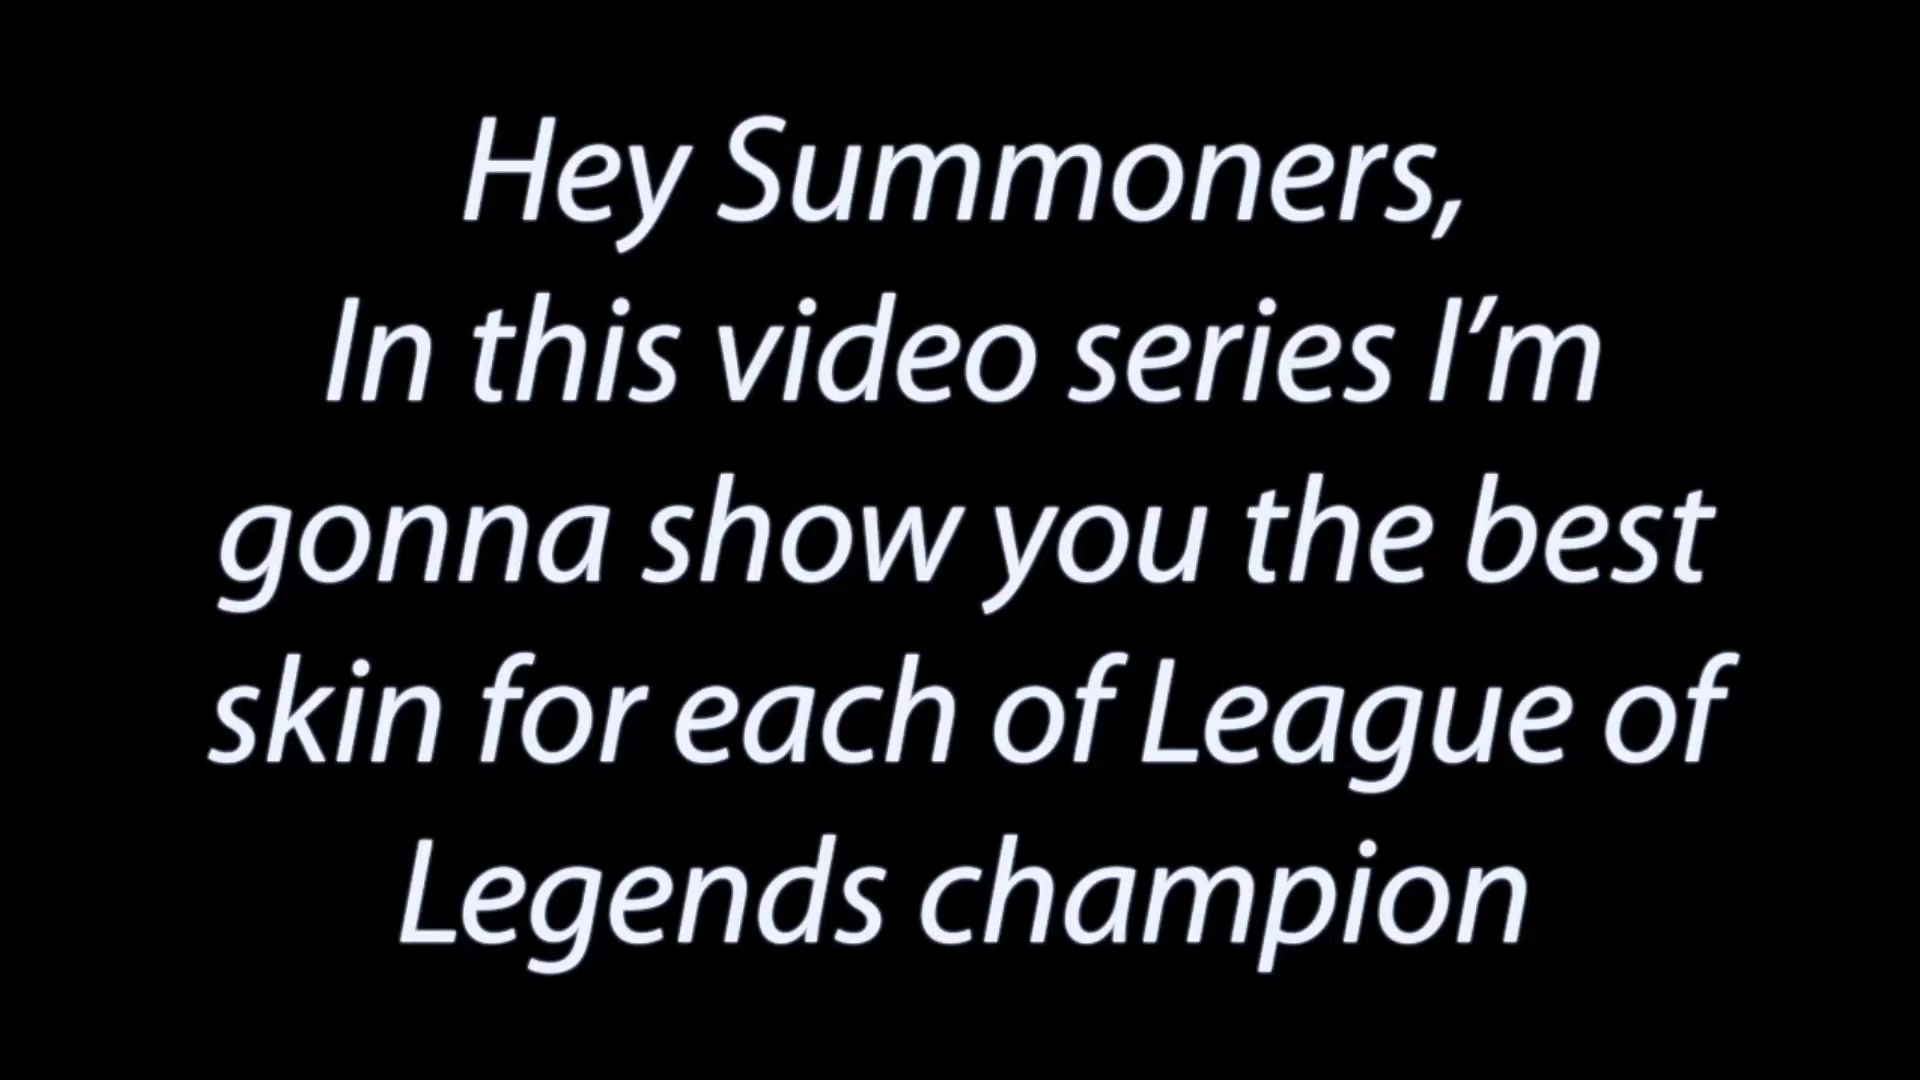 Hey Summoners,
In this video series I’m
gonna show you the best
skin for each of League of
Legends champion